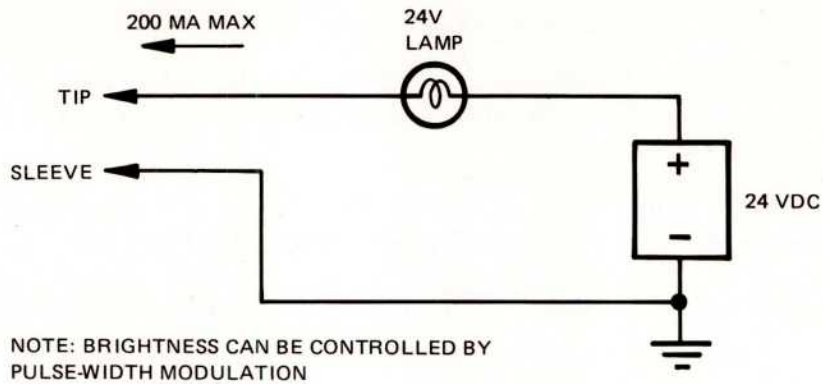 200 MA MAX
24V
LAMP
TIP
SLEEVE
+
-
24 VDC
NOTE: BRIGHTNESS CAN BE CONTROLLED BY
PULSE-WIDTH MODULATION